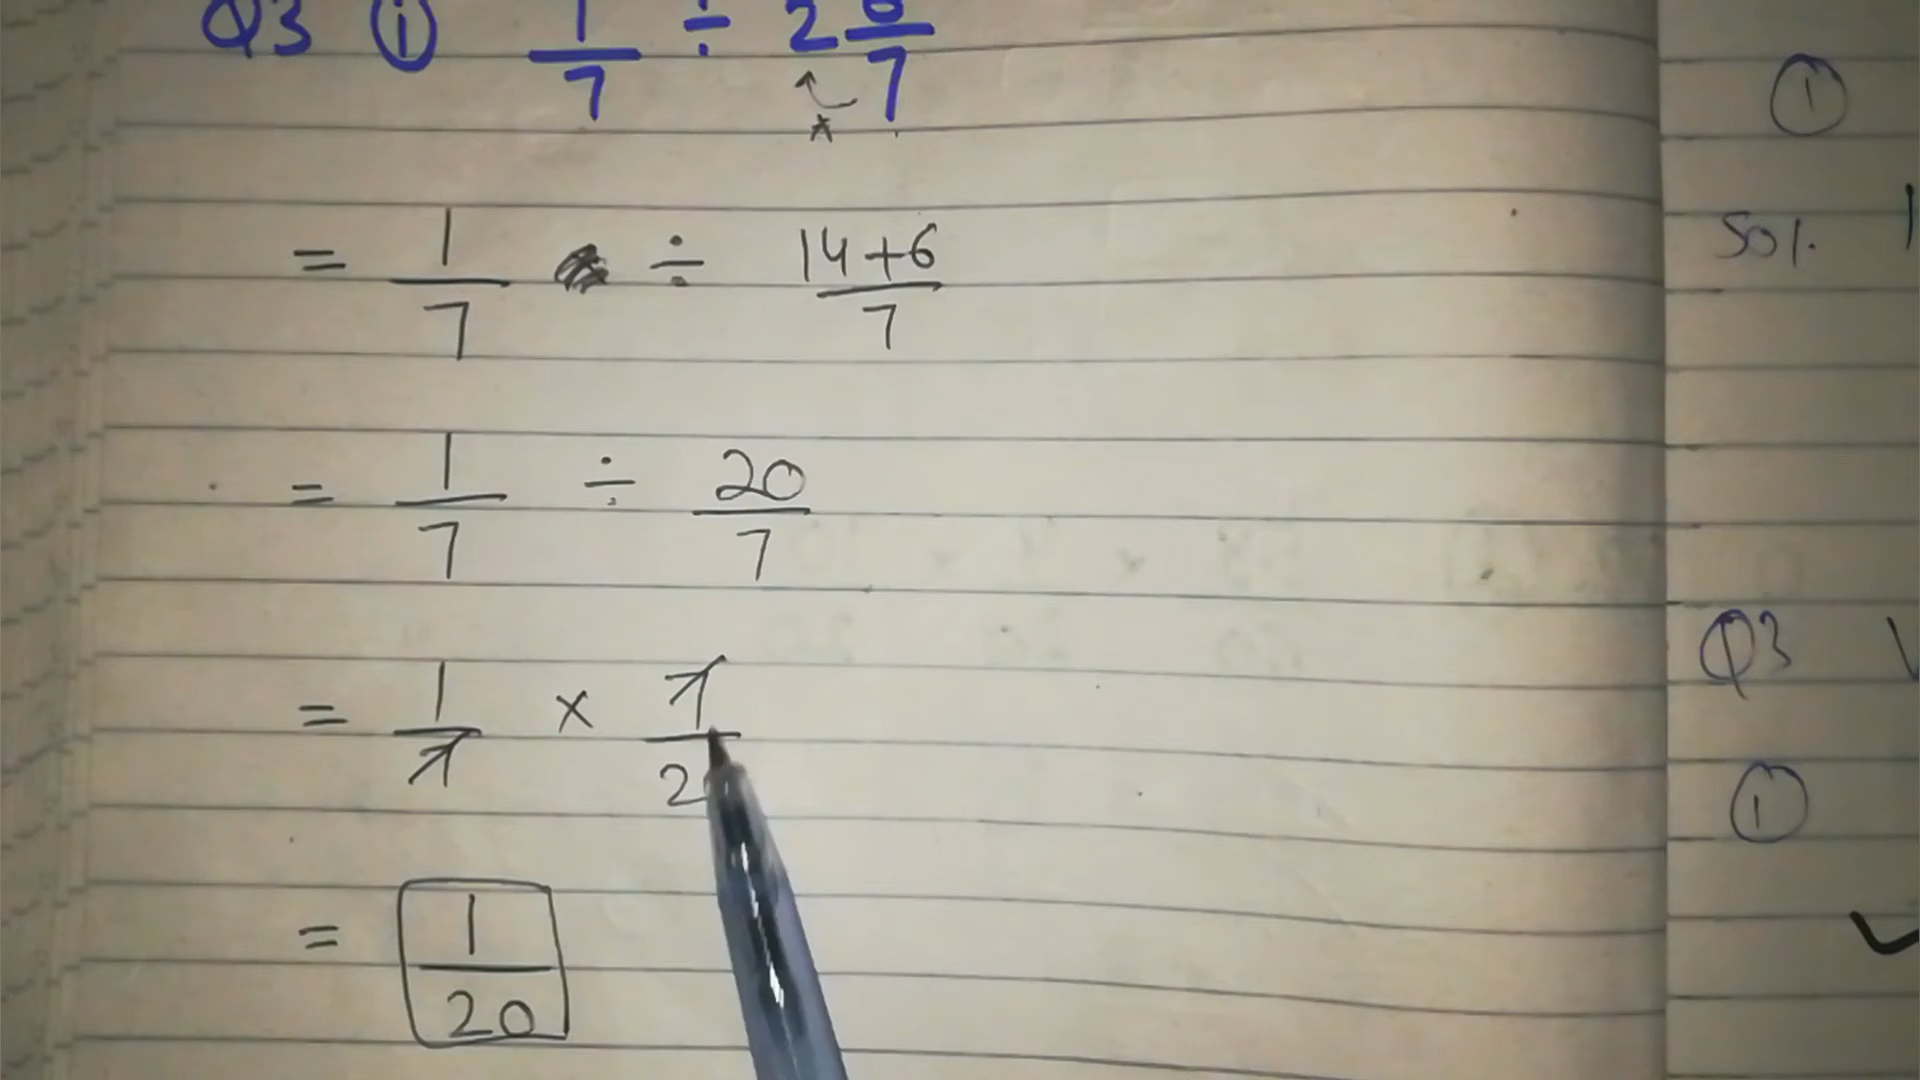 Q3 ① 1/7 ÷ 2 6/7
= 1/7 ÷ 14+6/7
= 1/7 ÷ 20/7
= 1/7 × 7/2
= 1/20
①
Sol.
Q3
①